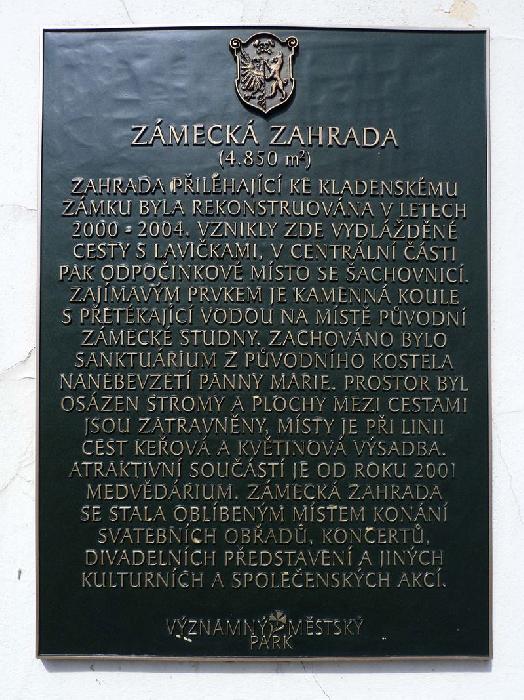 ZÁMECKÁ ZAHRADA
(4.850 m²)
ZAHRADA PŘILÉHAJÍCÍ KE KLADENSKÉMU
ZÁMKU BYLA REKONSTRUOVÁNA V LETECH
2000 - 2004. VZNIKLY ZDE VYDLÁŽDĚNÉ
CESTY S LAVIČKAMI, V CENTRÁLNÍ ČÁSTI
PAK ODPOČINKOVÉ MÍSTO SE ŠACHOVNICÍ.
ZAJÍMAVÝM PRVKEM JE KAMENNÁ KOULE
S PŘETÉKAJÍCÍ VODOU NA MÍSTĚ PŮVODNÍ
ZÁMECKÉ STUDNY. ZACHOVÁNO BYLO
SANKTUÁRIUM Z PŮVODNÍHO KOSTELA
NANEBEVZETÍ PANNY MARIE. PROSTOR BYL
OSÁZEN STROMY A PLOCHY MEZI CESTAMI
JSOU ZATRAVNĚNY, MÍSTY JE PŘI LINII
CEST KEŘOVÁ A KVĚTINOVÁ VÝSADBA.
ATRAKTIVNÍ SOUČÁSTÍ JE OD ROKU 2001
MEDVĚDÁRIUM. ZÁMECKÁ ZAHRADA
SE STALA OBLÍBENÝM MÍSTEM KONÁNÍ
SVATEBNÍCH OBŘADŮ, KONCERTŮ,
DIVADELNÍCH PŘEDSTAVENÍ A JINÝCH
KULTURNÍCH A SPOLEČENSKÝCH AKCÍ.
VÝZNAMNÝ MĚSTSKÝ
PARK